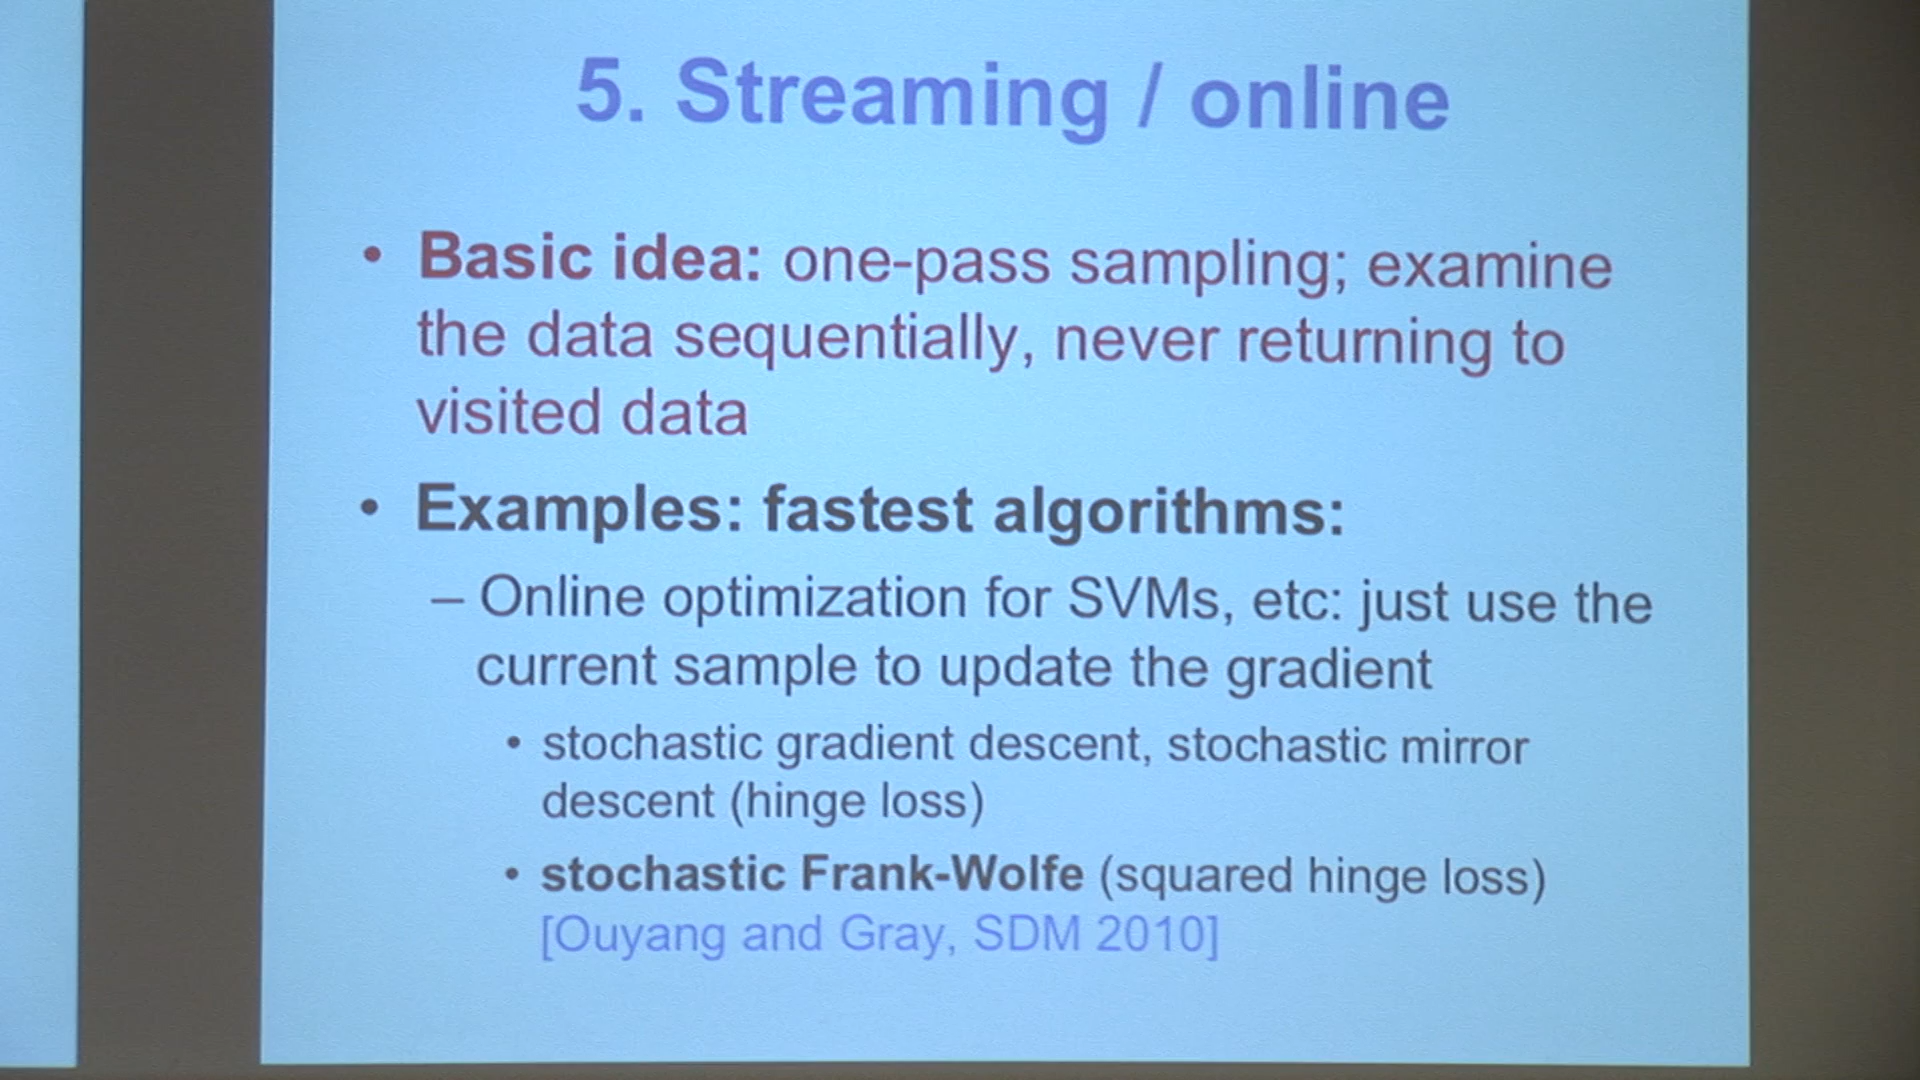 5. Streaming / online
• Basic idea: one-pass sampling; examine
the data sequentially, never returning to
visited data
• Examples: fastest algorithms:
– Online optimization for SVMs, etc: just use the
current sample to update the gradient
• stochastic gradient descent, stochastic mirror
descent (hinge loss)
• stochastic Frank-Wolfe (squared hinge loss)
[Ouyang and Gray, SDM 2010]